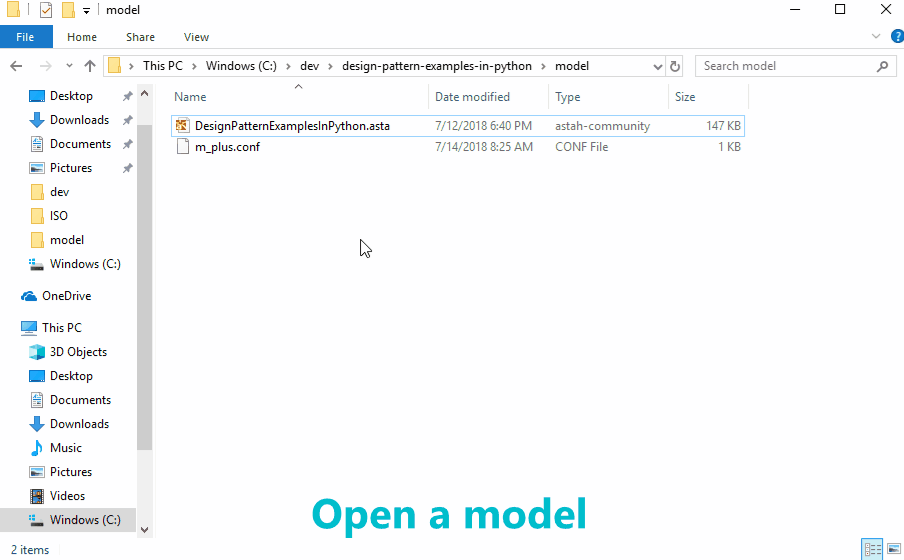 model
File Home Share View
This PC Windows (C:) dev design-pattern-examples-in-python model Search model
Name Date modified Type Size
DesignPatternExamplesInPython.asta 7/12/2018 6:40 PM astah-community 147 KB
m_plus.conf 7/14/2018 8:25 AM CONF File 1 KB
Desktop
Downloads
Documents
Pictures
dev
ISO
model
Windows (C:)
OneDrive
This PC
3D Objects
Desktop
Documents
Downloads
Music
Pictures
Videos
Windows (C:)
Open a model
2 items